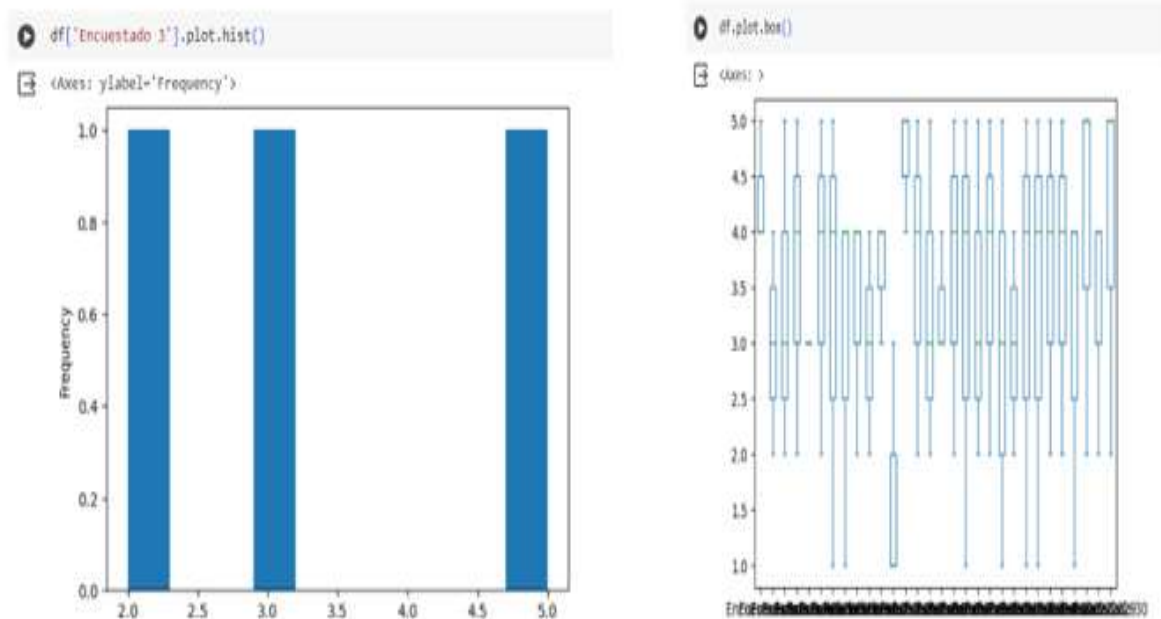 df['Encuestado 3'].plot.hist()
<Axes: ylabel='Frequency'>
1.0
0.8
0.6
0.4
0.2
0.0
Frequency
2.0 2.5 3.0 3.5 4.0 4.5 5.0
df.plot.box()
<Axes: >
5.0
4.5
4.0
3.5
3.0
2.5
2.0
1.5
1.0